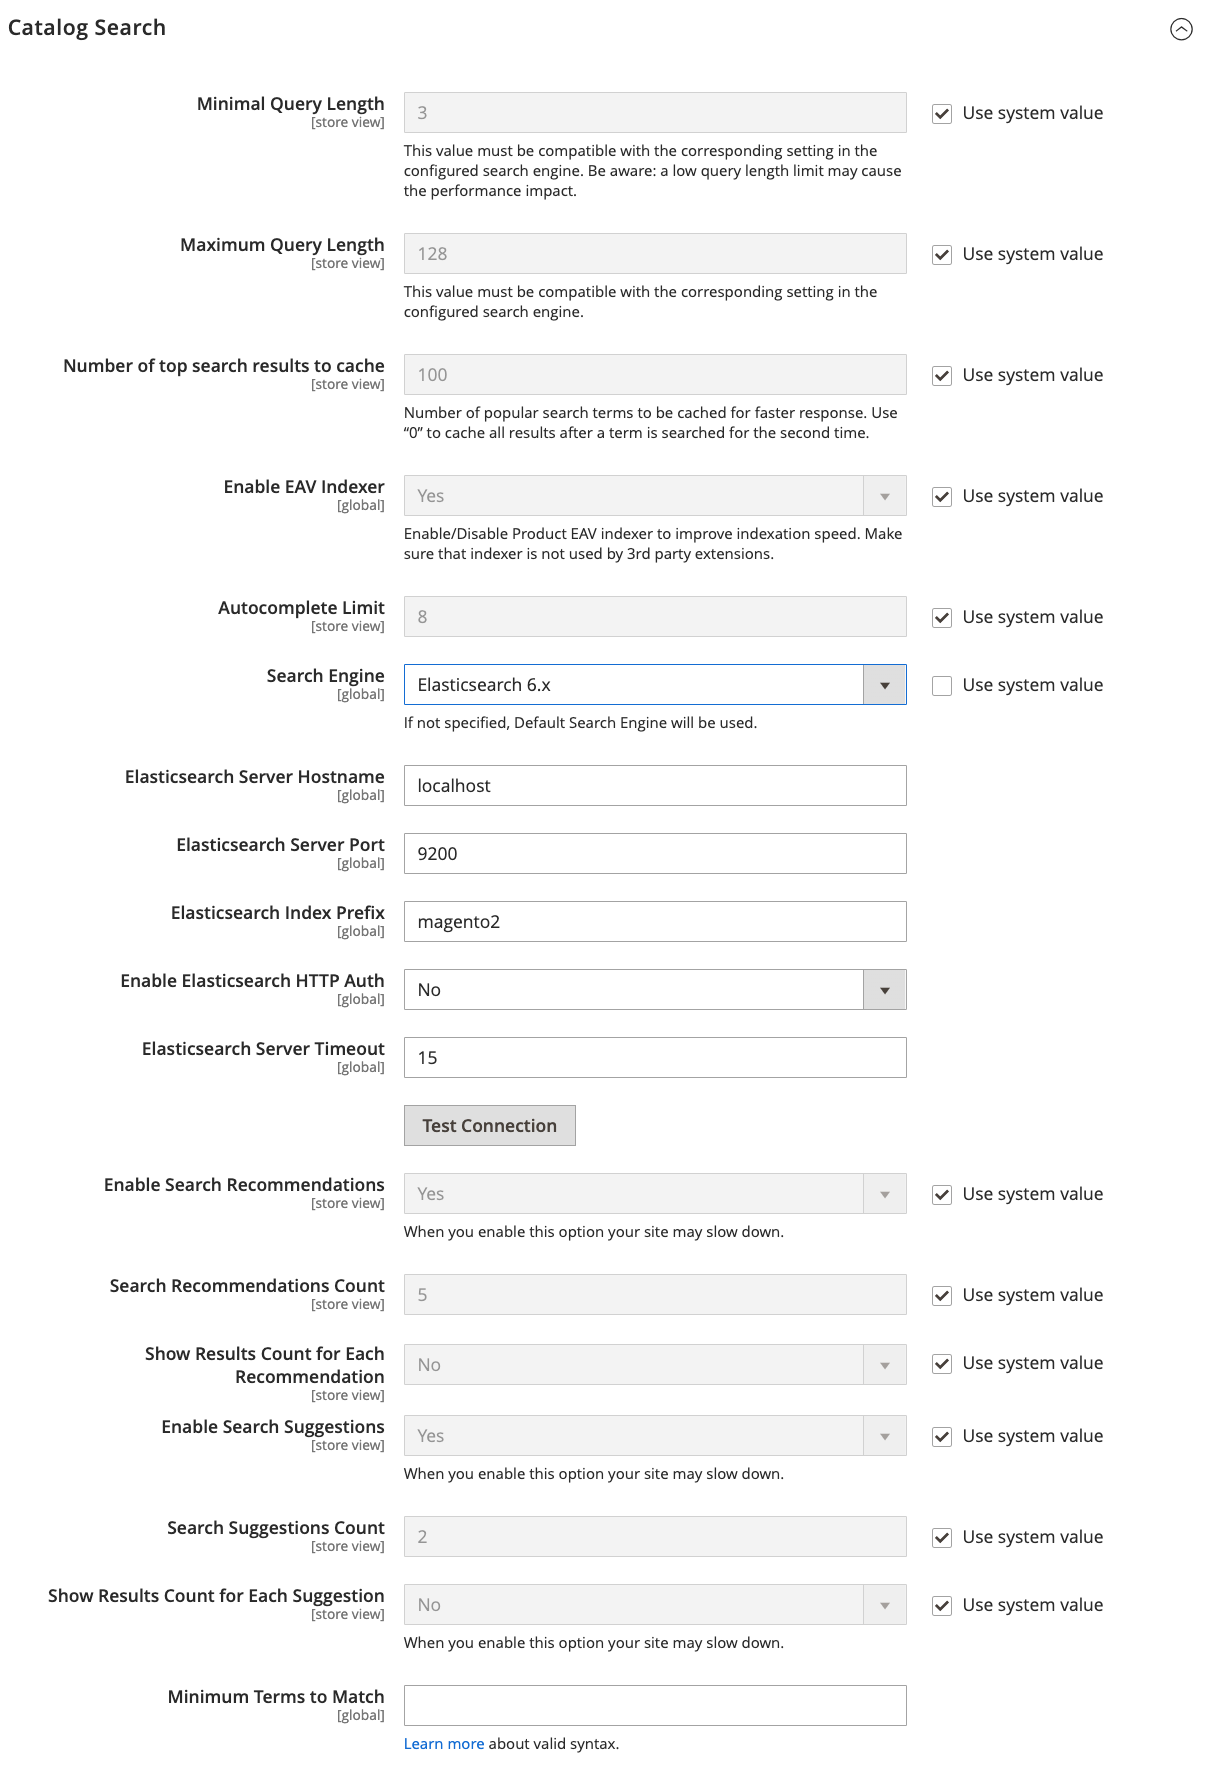 Catalog Search
Minimal Query Length
[store view]
3
Use system value
This value must be compatible with the corresponding setting in the
configured search engine. Be aware: a low query length limit may cause
the performance impact.
Maximum Query Length
[store view]
128
Use system value
This value must be compatible with the corresponding setting in the
configured search engine.
Number of top search results to cache
[store view]
100
Use system value
Number of popular search terms to be cached for faster response. Use
“0” to cache all results after a term is searched for the second time.
Enable EAV Indexer
[global]
Yes
Use system value
Enable/Disable Product EAV indexer to improve indexation speed. Make
sure that indexer is not used by 3rd party extensions.
Autocomplete Limit
[store view]
8
Use system value
Search Engine
[global]
Elasticsearch 6.x
Use system value
If not specified, Default Search Engine will be used.
Elasticsearch Server Hostname
[global]
localhost
Elasticsearch Server Port
[global]
9200
Elasticsearch Index Prefix
[global]
magento2
Enable Elasticsearch HTTP Auth
[global]
No
Elasticsearch Server Timeout
[global]
15
Test Connection
Enable Search Recommendations
[store view]
Yes
Use system value
When you enable this option your site may slow down.
Search Recommendations Count
[store view]
5
Use system value
Show Results Count for Each
Recommendation
[store view]
No
Use system value
Enable Search Suggestions
[store view]
Yes
Use system value
When you enable this option your site may slow down.
Search Suggestions Count
[store view]
2
Use system value
Show Results Count for Each Suggestion
[store view]
No
Use system value
When you enable this option your site may slow down.
Minimum Terms to Match
[global]
Learn more about valid syntax.